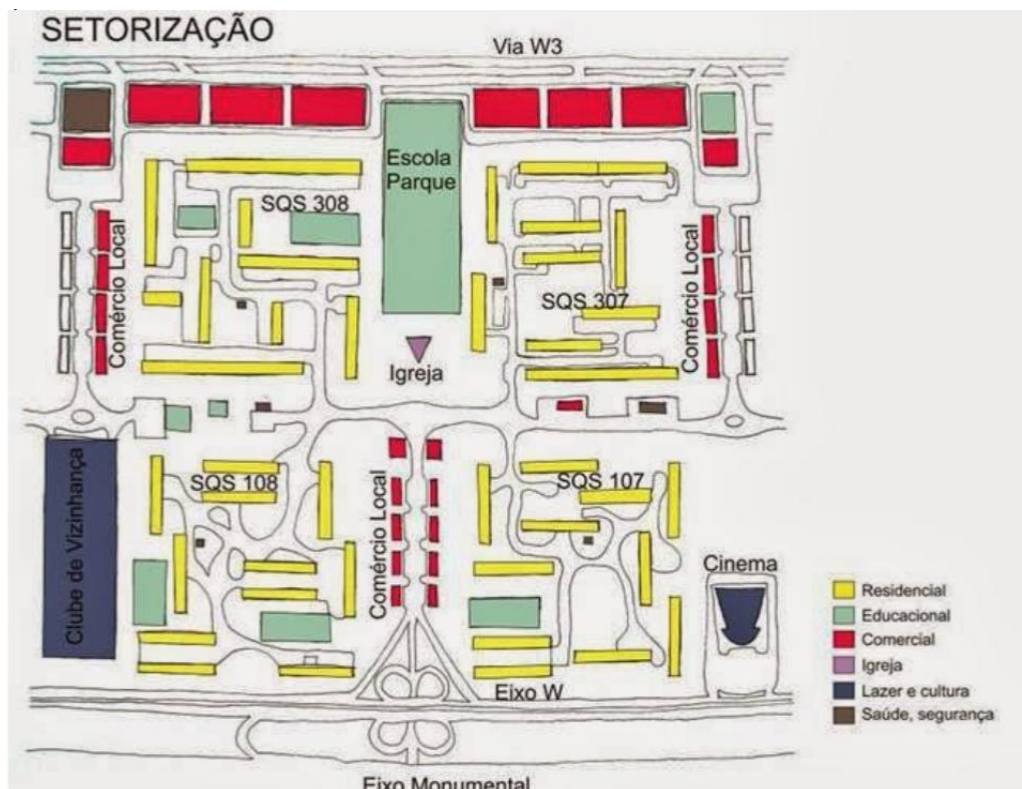 SETORIZAÇÃO
Via W3
Escola
Parque
SQS 308
Comércio Local
SQS 307
Comércio Local
Igreja
Clube de Vizinhança
SQS 108
Comércio Local
SQS 107
Cinema
Residencial
Educacional
Comercial
Igreja
Lazer e cultura
Saúde, segurança
Eixo W
Eixo Monumental